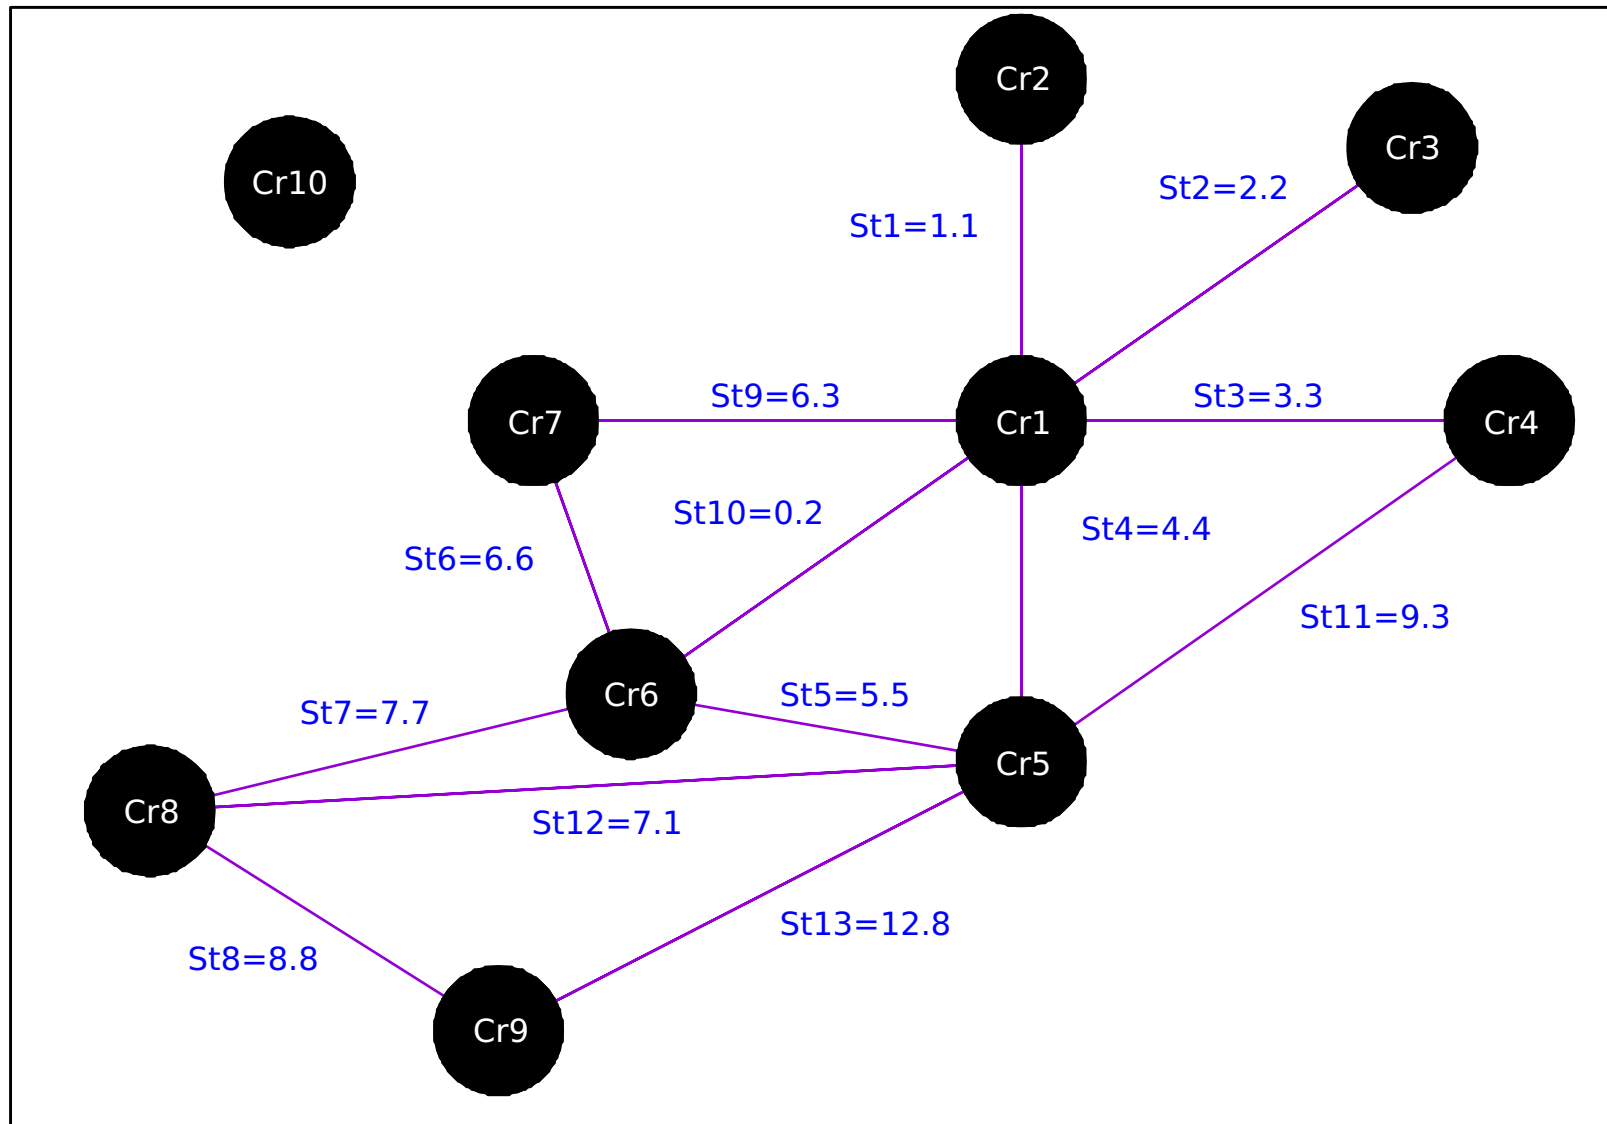 Cr2
Cr3
Cr10
St2=2.2
St1=1.1
St9=6.3
St3=3.3
Cr7
Cr1
Cr4
St10=0.2
St4=4.4
St6=6.6
St11=9.3
Cr6
St5=5.5
St7=7.7
Cr5
Cr8
St12=7.1
St13=12.8
St8=8.8
Cr9